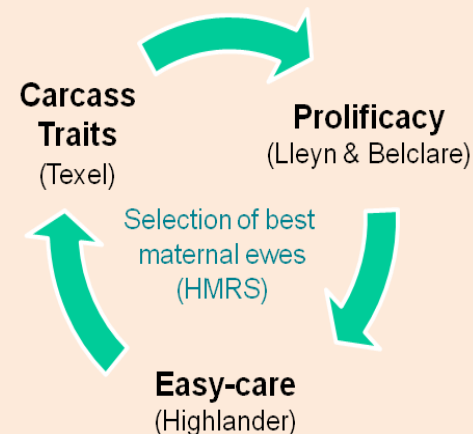 Carcass
Traits
(Texel)
Prolificacy
(Lleyn & Belclare)
Selection of best
maternal ewes
(HMRS)
Easy-care
(Highlander)